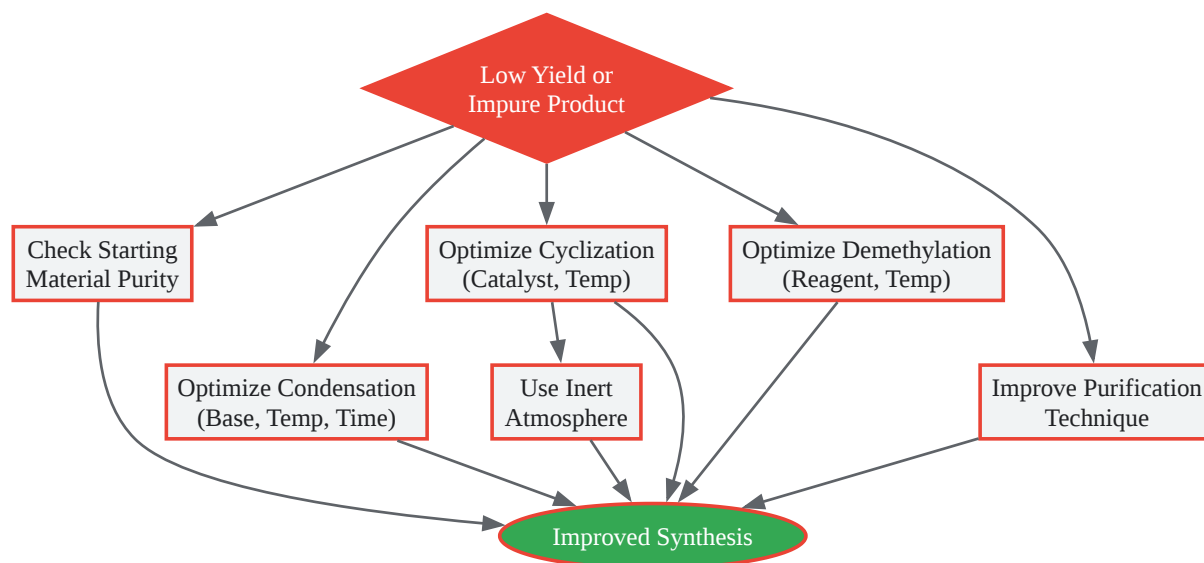 Low Yield or
Impure Product
Check Starting
Material Purity
Optimize Cyclization
(Catalyst, Temp)
Optimize Demethylation
(Reagent, Temp)
Optimize Condensation
(Base, Temp, Time)
Use Inert
Atmosphere
Improve Purification
Technique
Improved Synthesis